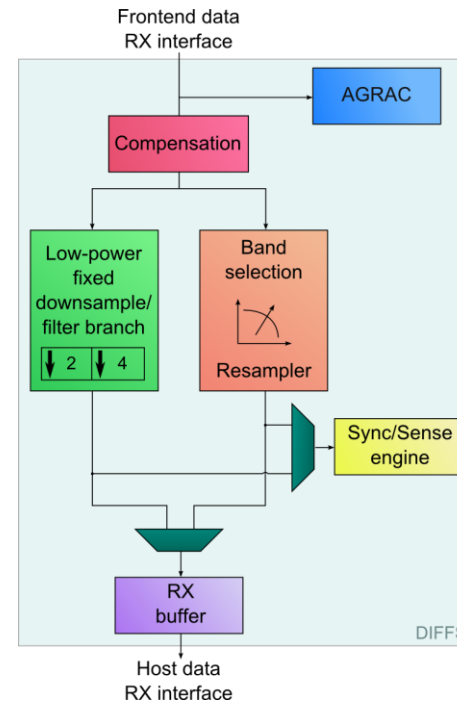 Frontend data
RX interface
AGRAC
Compensation
Low-power
fixed
downsample/
filter branch
2 4
Band
selection
Resampler
Sync/Sense
engine
RX
buffer
DIFFS
Host data
RX interface